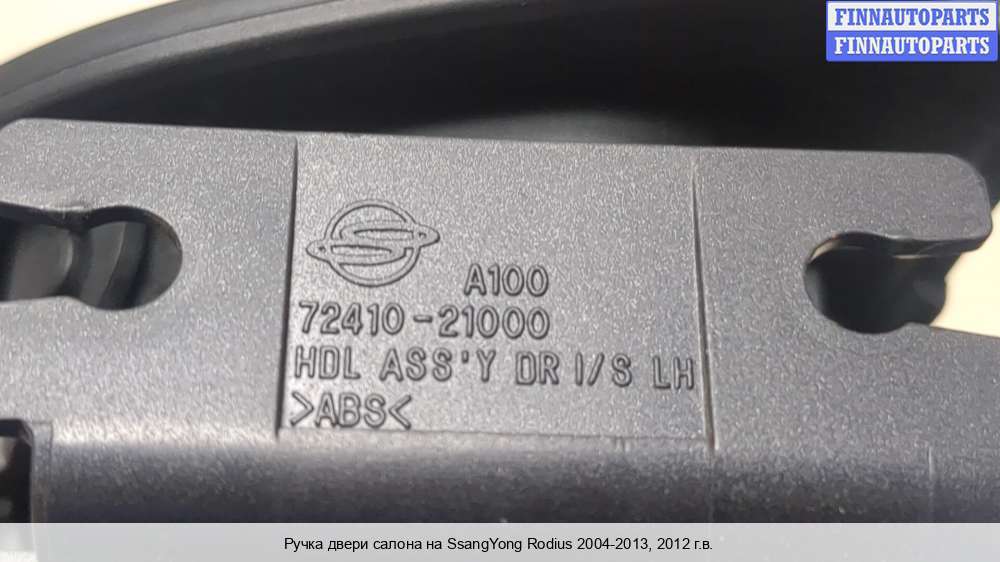 FINNAUTOPARTS
FINNAUTOPARTS
A100
72410-21000
HDL ASS'Y DR I/S LH
>ABS<
Ручка двери салона на SsangYong Rodius 2004-2013, 2012 г.в.